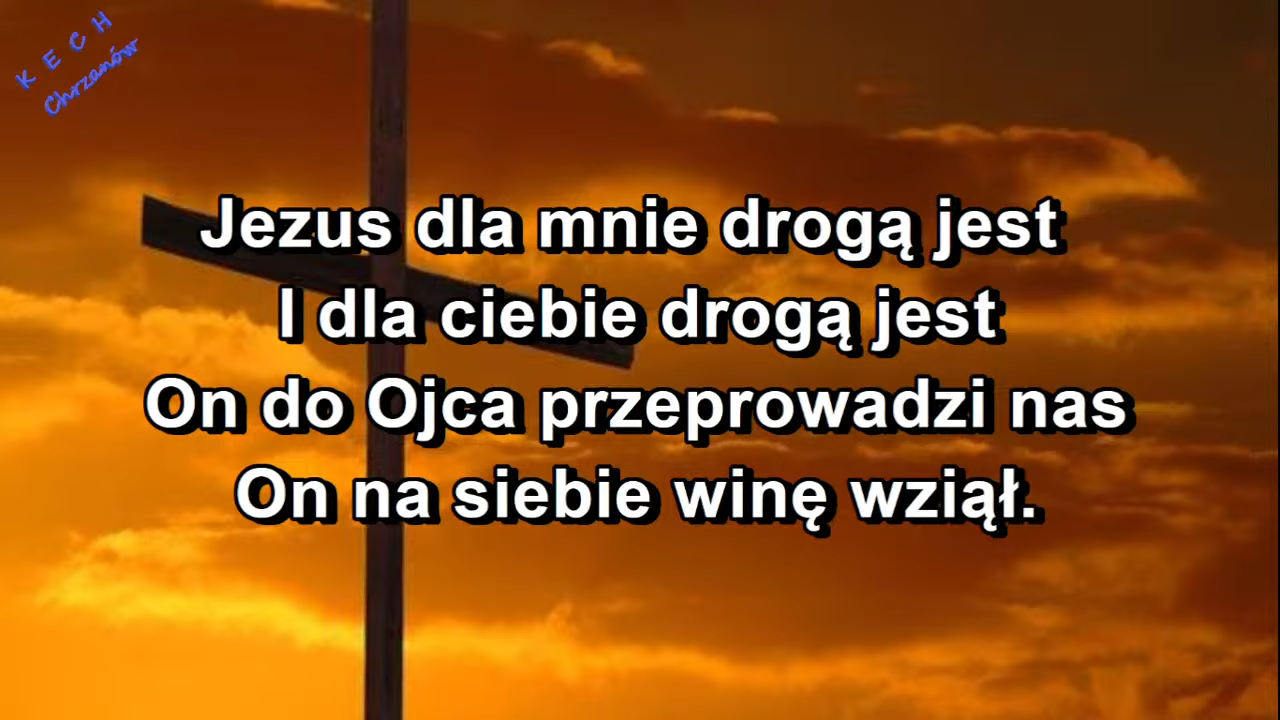 K E C H
Chrzanów
Jezus dla mnie drogą jest
I dla ciebie drogą jest
On do Ojca przeprowadzi nas
On na siebie winę wziął.